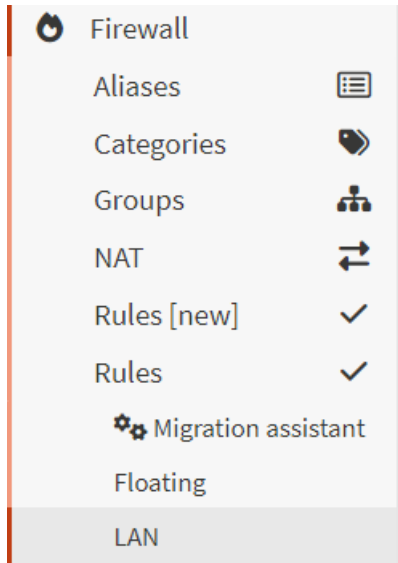 Firewall
Aliases
Categories
Groups
NAT
Rules [new]
Rules
Migration assistant
Floating
LAN